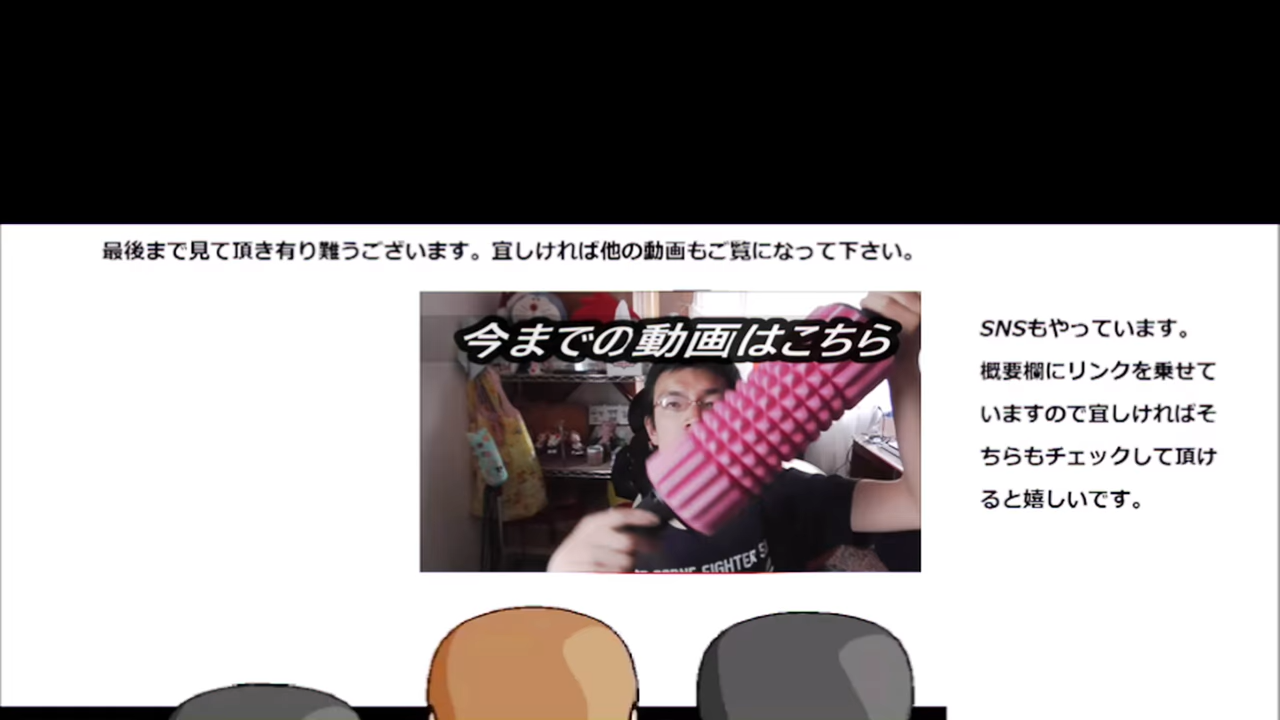 最後まで見て頂き有り難うございます。宜しければ他の動画もご覧になって下さい。
今までの動画はこちら
SNSもやっています。
概要欄にリンクを乗せて
いますので宜しければそ
ちらもチェックして頂け
ると嬉しいです。
FIGHTER